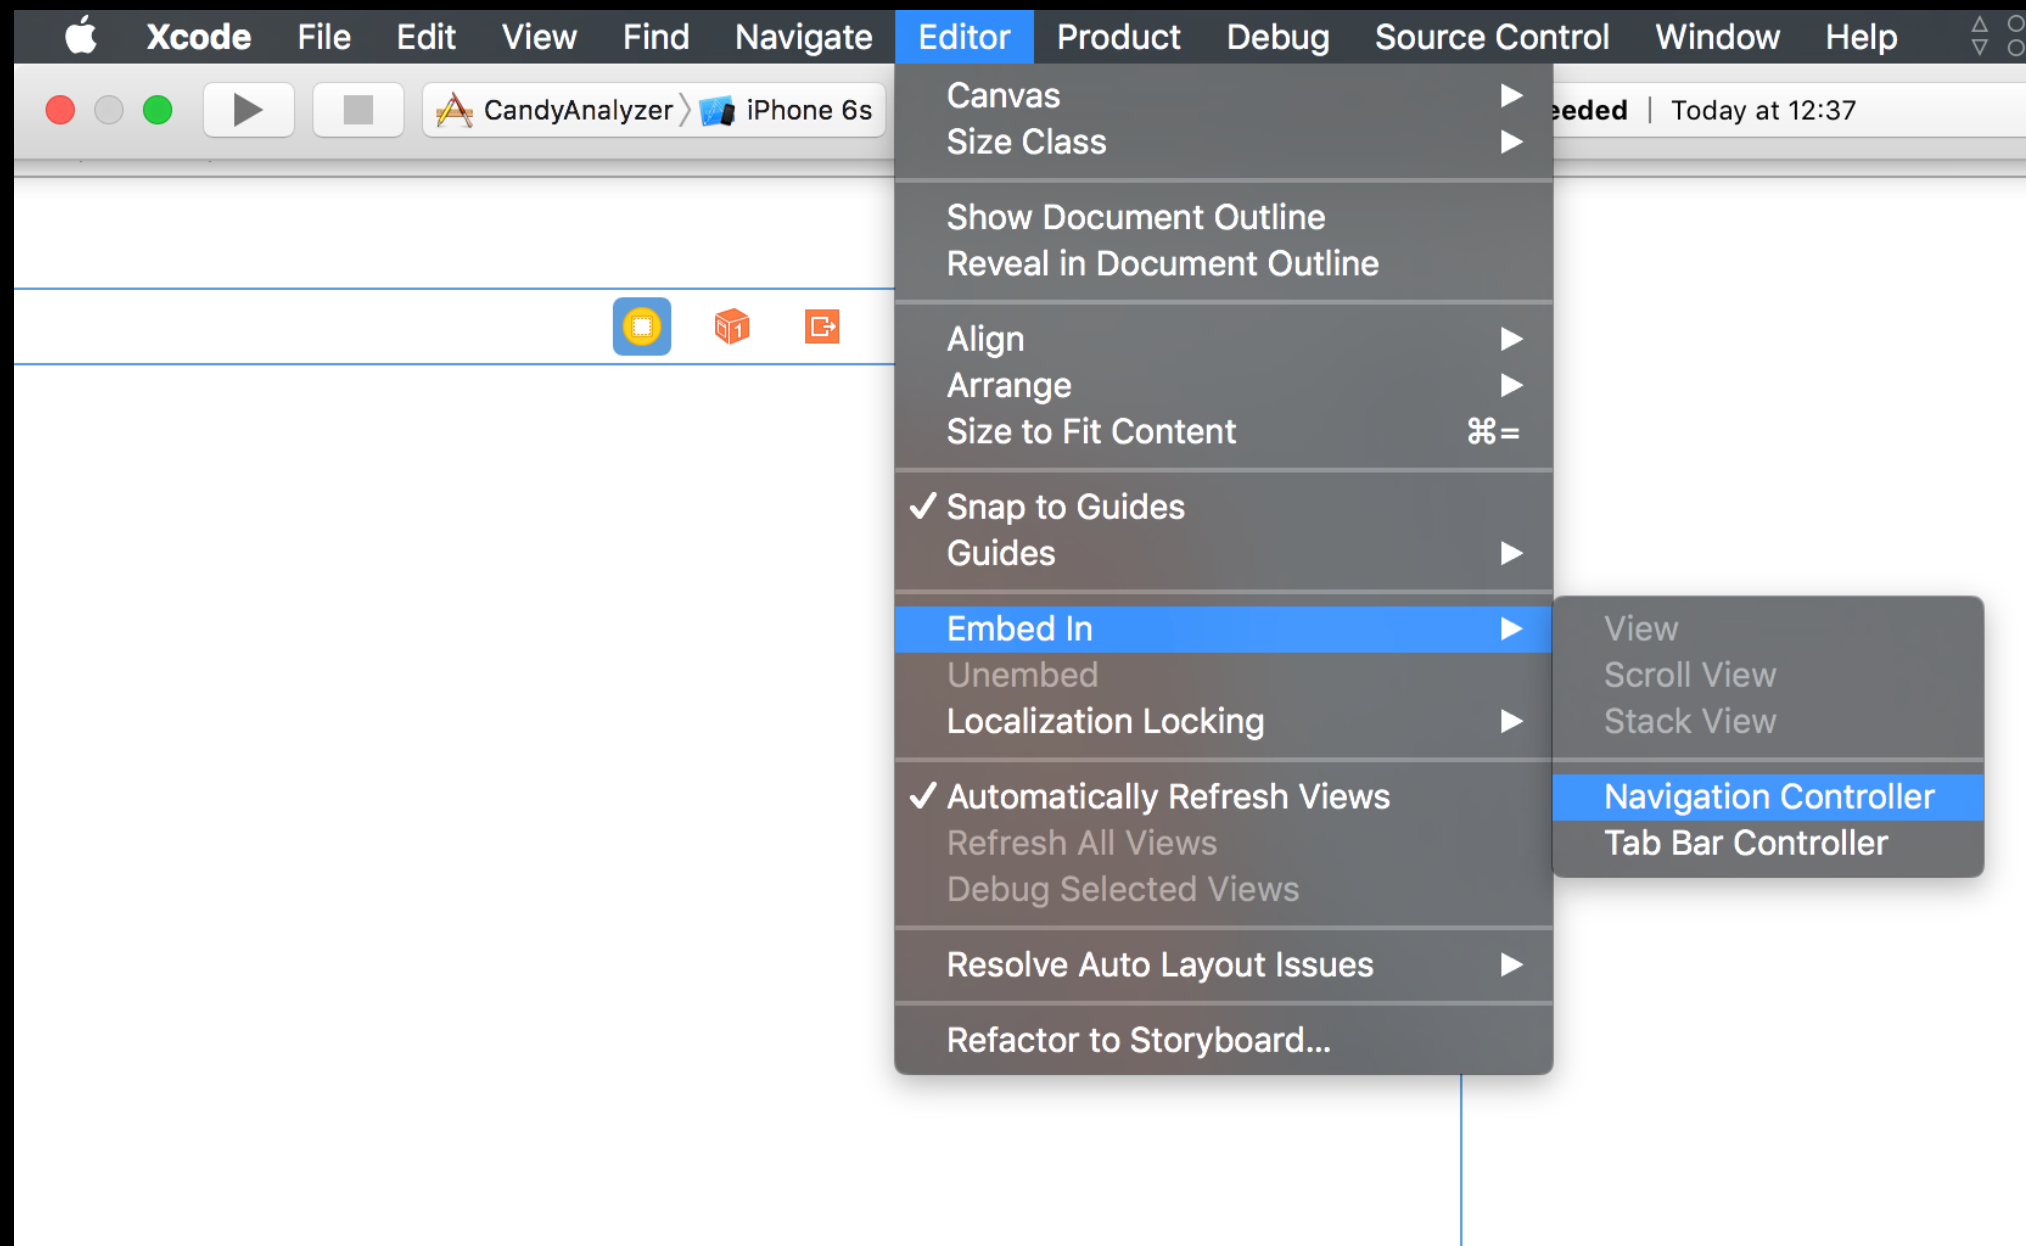 Xcode File Edit View Find Navigate Editor Product Debug Source Control Window Help
CandyAnalyzer iPhone 6s eeded | Today at 12:37
Canvas
Size Class
Show Document Outline
Reveal in Document Outline
Align
Arrange
Size to Fit Content ⌘=
✓ Snap to Guides
Guides
Embed In
Unembed
Localization Locking
✓ Automatically Refresh Views
Refresh All Views
Debug Selected Views
Resolve Auto Layout Issues
Refactor to Storyboard...
View
Scroll View
Stack View
Navigation Controller
Tab Bar Controller